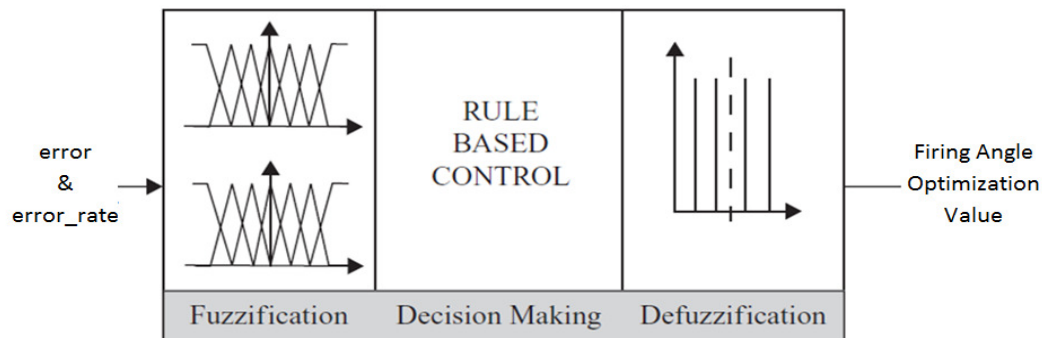 error
&
error_rate
RULE
BASED
CONTROL
Firing Angle
Optimization
Value
Fuzzification
Decision Making
Defuzzification